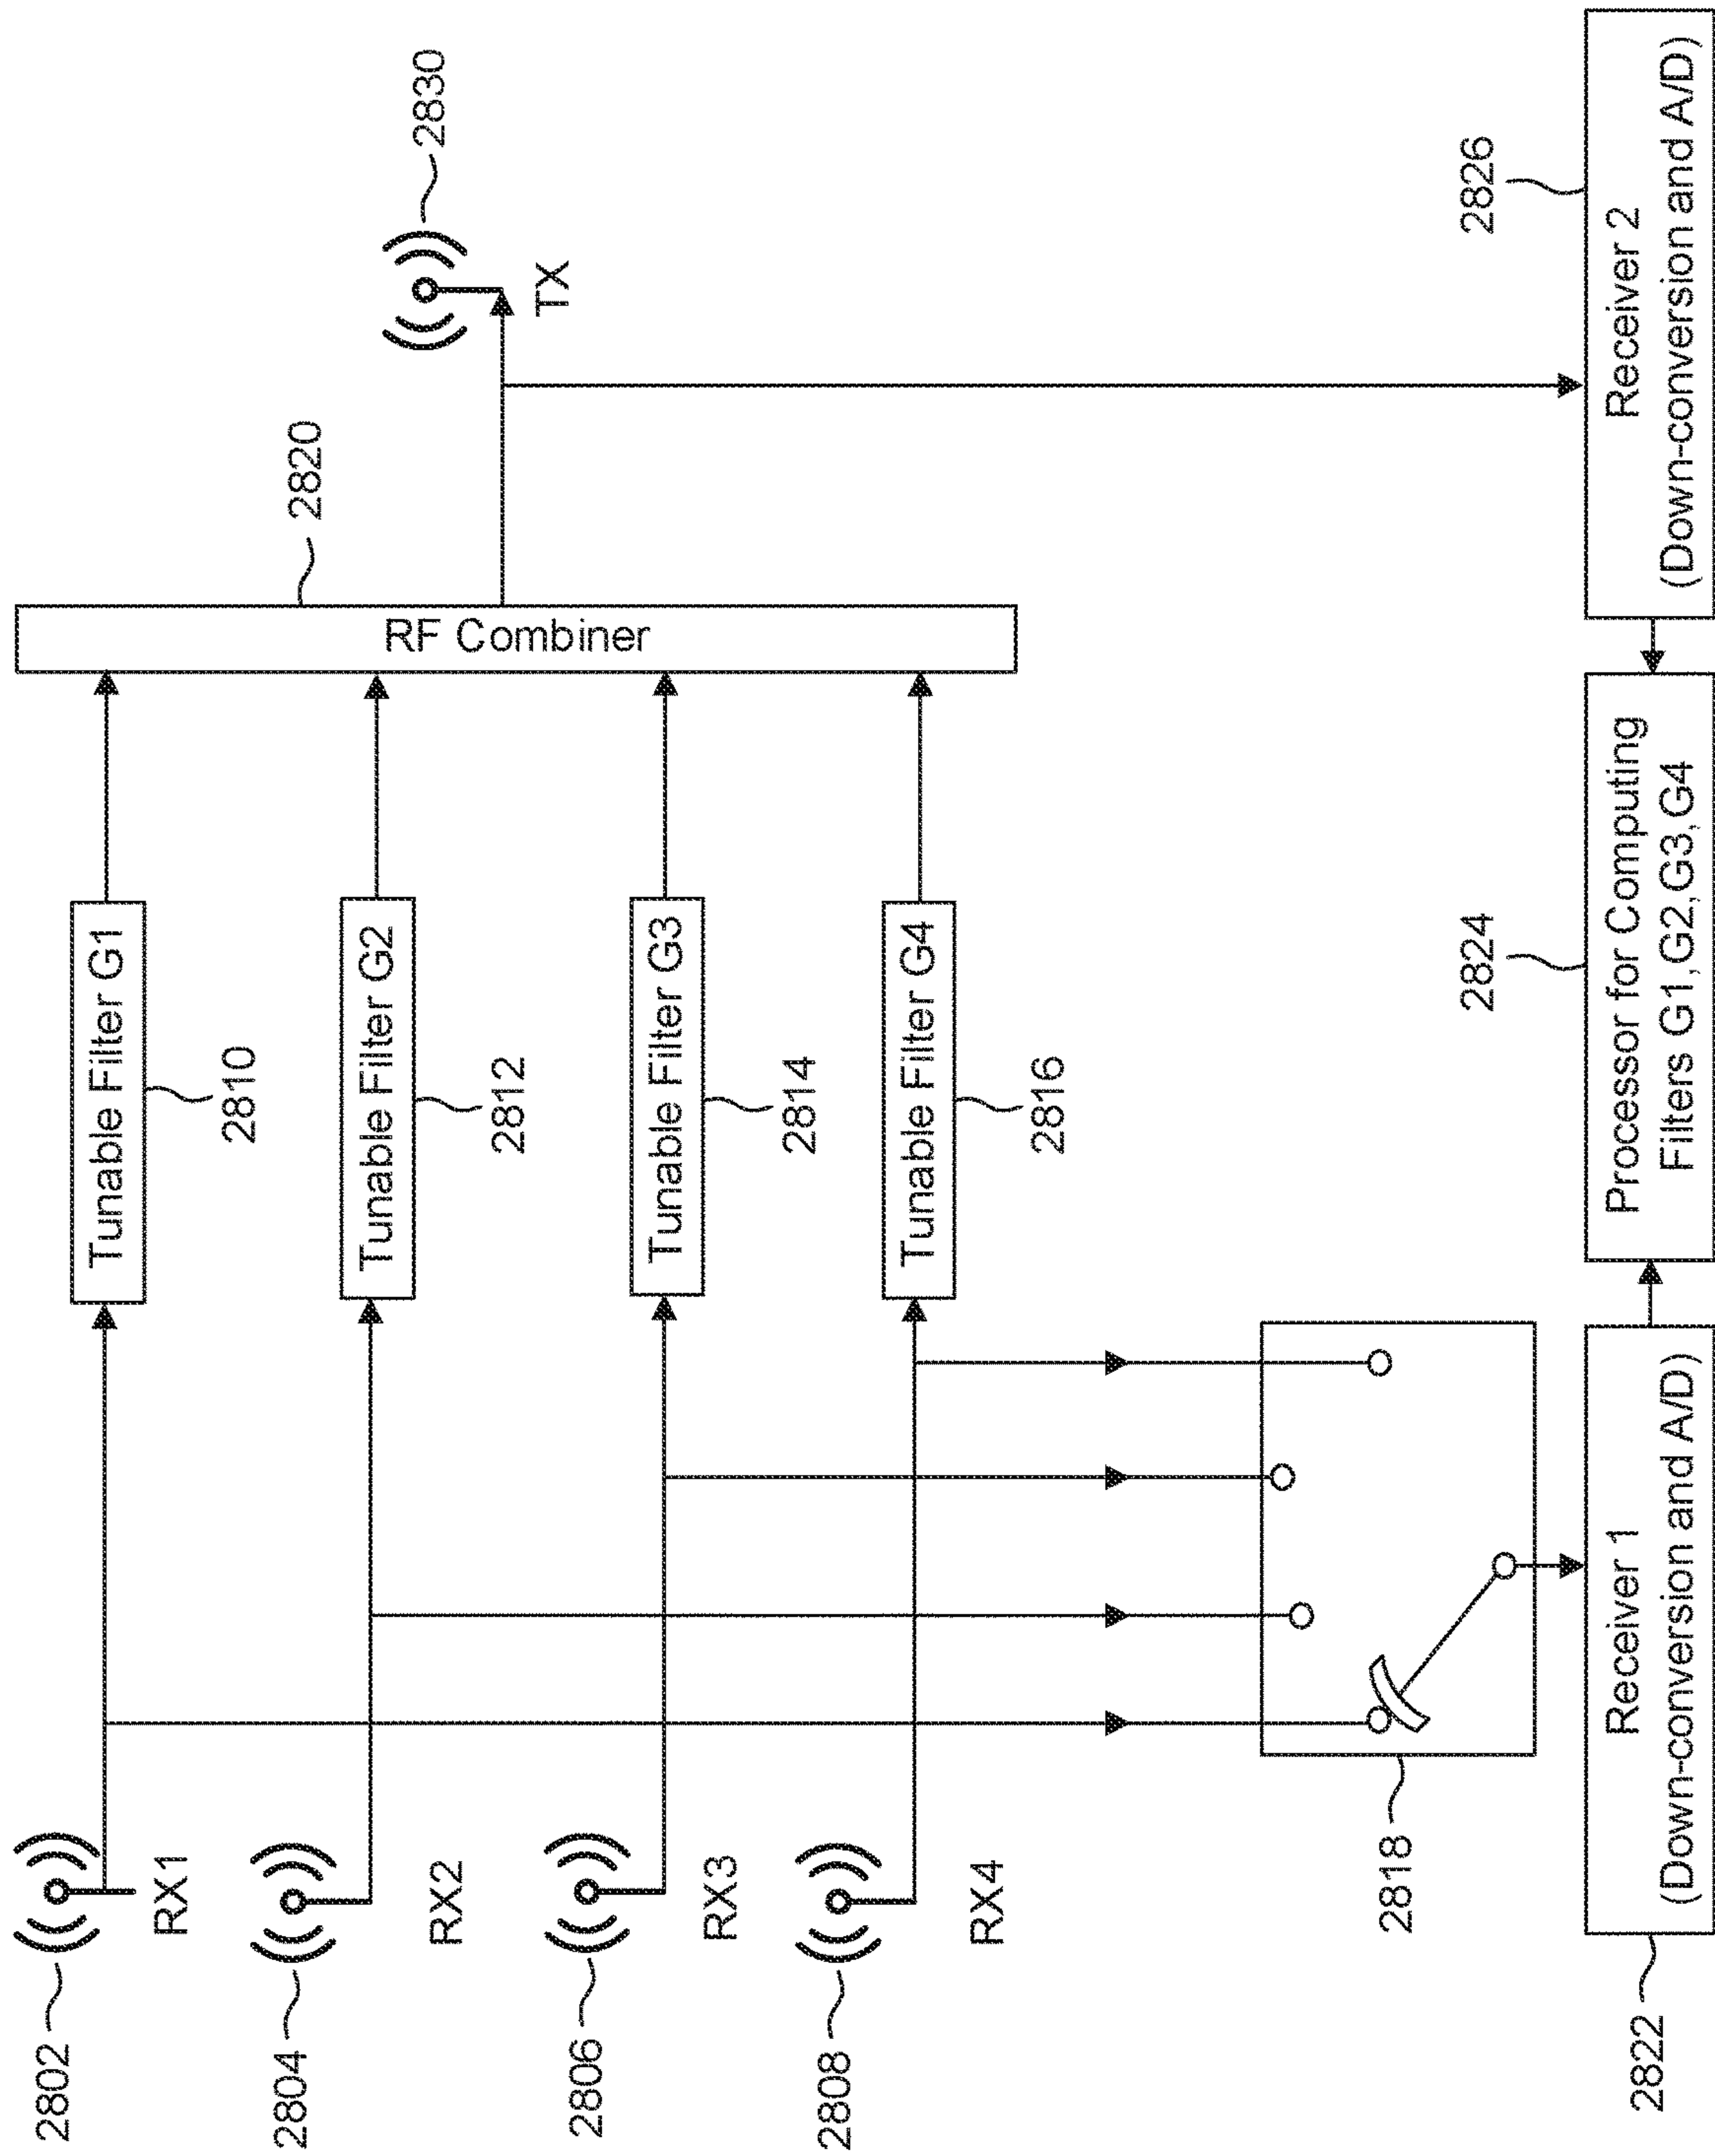 2802
RX1
Tunable Filter G1
2810
2804
RX2
Tunable Filter G2
2812
2806
RX3
Tunable Filter G3
2814
2808
RX4
Tunable Filter G4
2816
RF Combiner
2820
2830
TX
2818
2822
Receiver 1
(Down-conversion and A/D)
2824
Processor for Computing
Filters G1,G2,G3,G4
2826
Receiver 2
(Down-conversion and A/D)